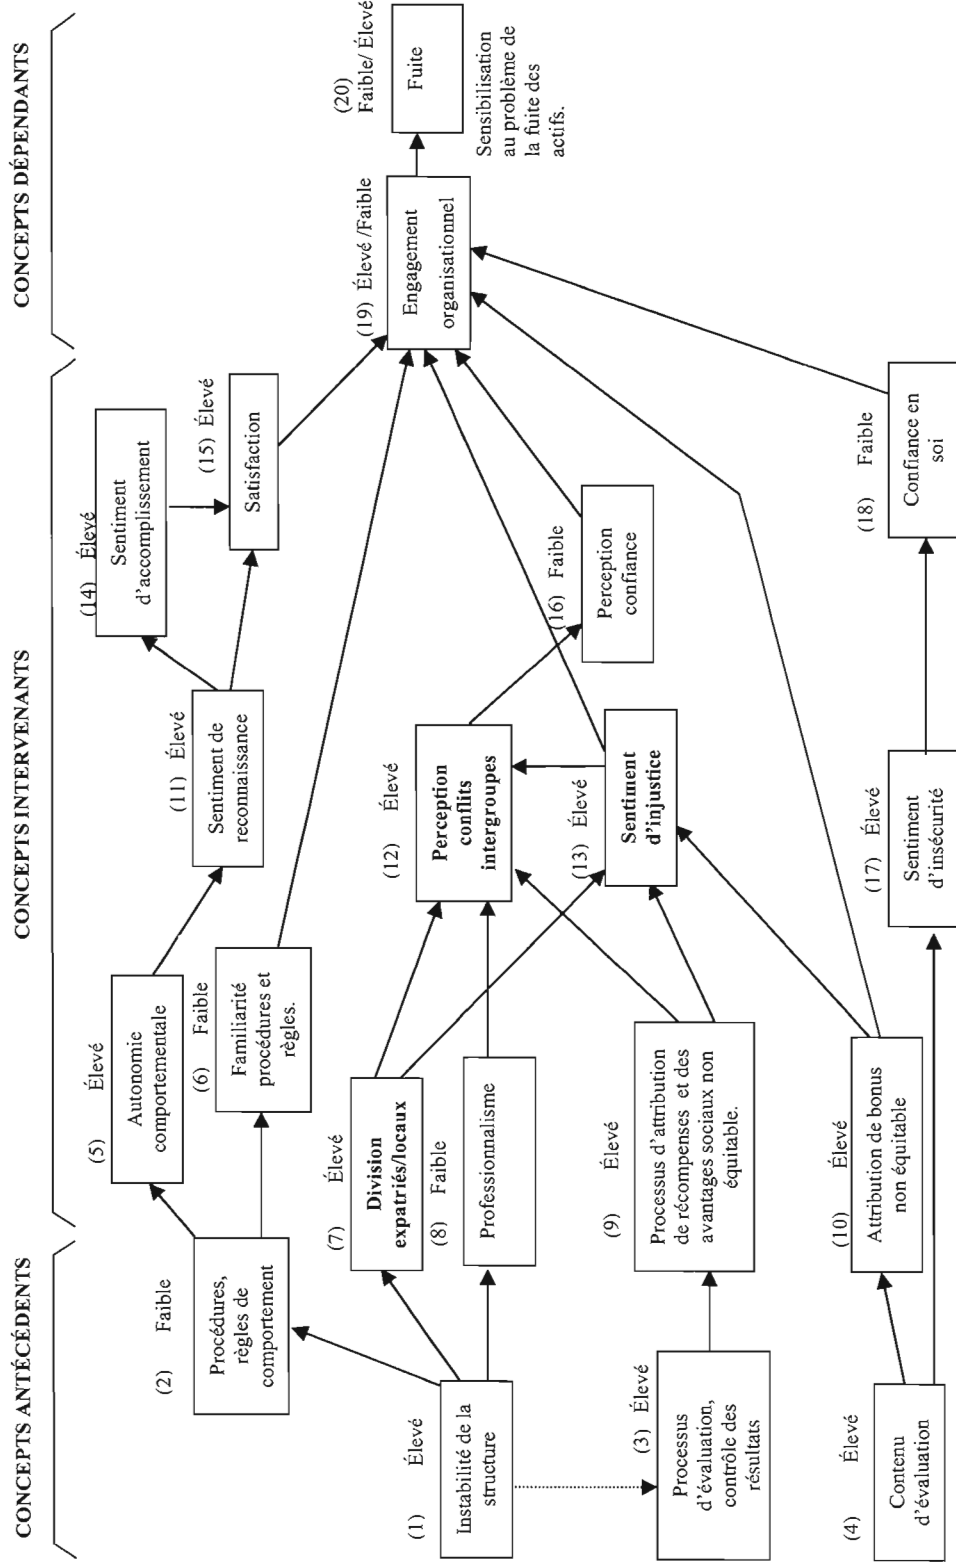 CONCEPTS ANTÉCÉDENTS
CONCEPTS INTERVENANTS
CONCEPTS DÉPENDANTS
(1) Élevé
Instabilité de la
structure
(2) Faible
Procédures,
règles de
comportement
(3) Élevé
Processus
d'évaluation,
contrôle des
résultats
(4) Élevé
Contenu
d'évaluation
(5) Élevé
Autonomie
comportementale
(6) Faible
Familiarité
procédures et
règles.
(7) Élevé
Division
expatriés/locaux
(8) Faible
Professionnalisme
(9) Élevé
Processus d'attribution
de récompenses et des
avantages sociaux non
équitable.
(10) Élevé
Attribution de bonus
non équitable
(11) Élevé
Sentiment de
reconnaissance
(12) Élevé
Perception
conflits
intergroupes
(13) Élevé
Sentiment
d'injustice
(14) Élevé
Sentiment
d'accomplissement
(15) Élevé
Satisfaction
(16) Faible
Perception
confiance
(17) Élevé
Sentiment
d'insécurité
(18) Faible
Confiance en
soi
(19) Élevé /Faible
Engagement
organisationnel
(20)
Faible/ Élevé
Fuite
Sensibilisation
au problème de
la fuite des
actifs.